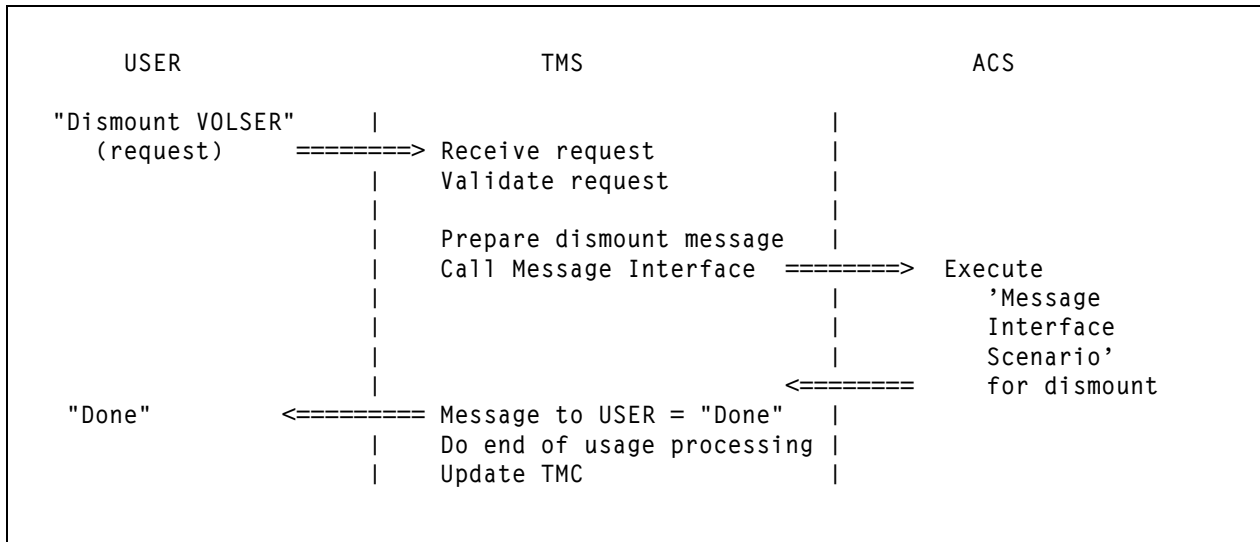 USER TMS ACS
"Dismount VOLSER" | |
(request) ========> Receive request |
| Validate request |
| |
| Prepare dismount message |
| Call Message Interface ========> Execute
| | ’Message
| | Interface
| | Scenario’
| <======== for dismount
"Done" <========= Message to USER = "Done" |
| Do end of usage processing |
| Update TMC |